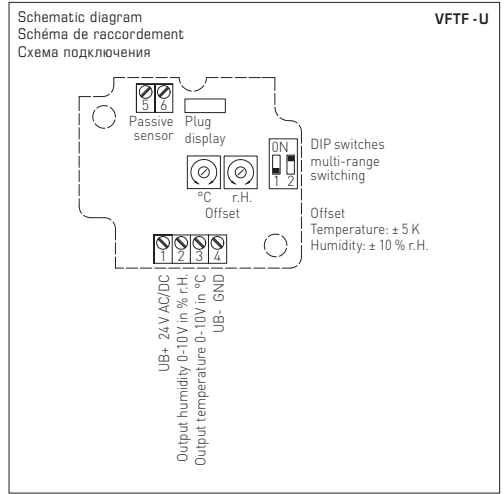 Schematic diagram
VFTF -U
Schéma de raccordement
Схема подключения
5 6
Passive
sensor
Plug
display
ON
1 2
DIP switches
multi-range
switching
°C
r.H.
Offset
Offset
Temperature: ± 5 K
Humidity: ± 10 % r.H.
1 2 3 4
UB+ 24 V AC/DC
Output humidity 0-10V in % r.H.
Output temperature 0-10V in °C
UB- GND